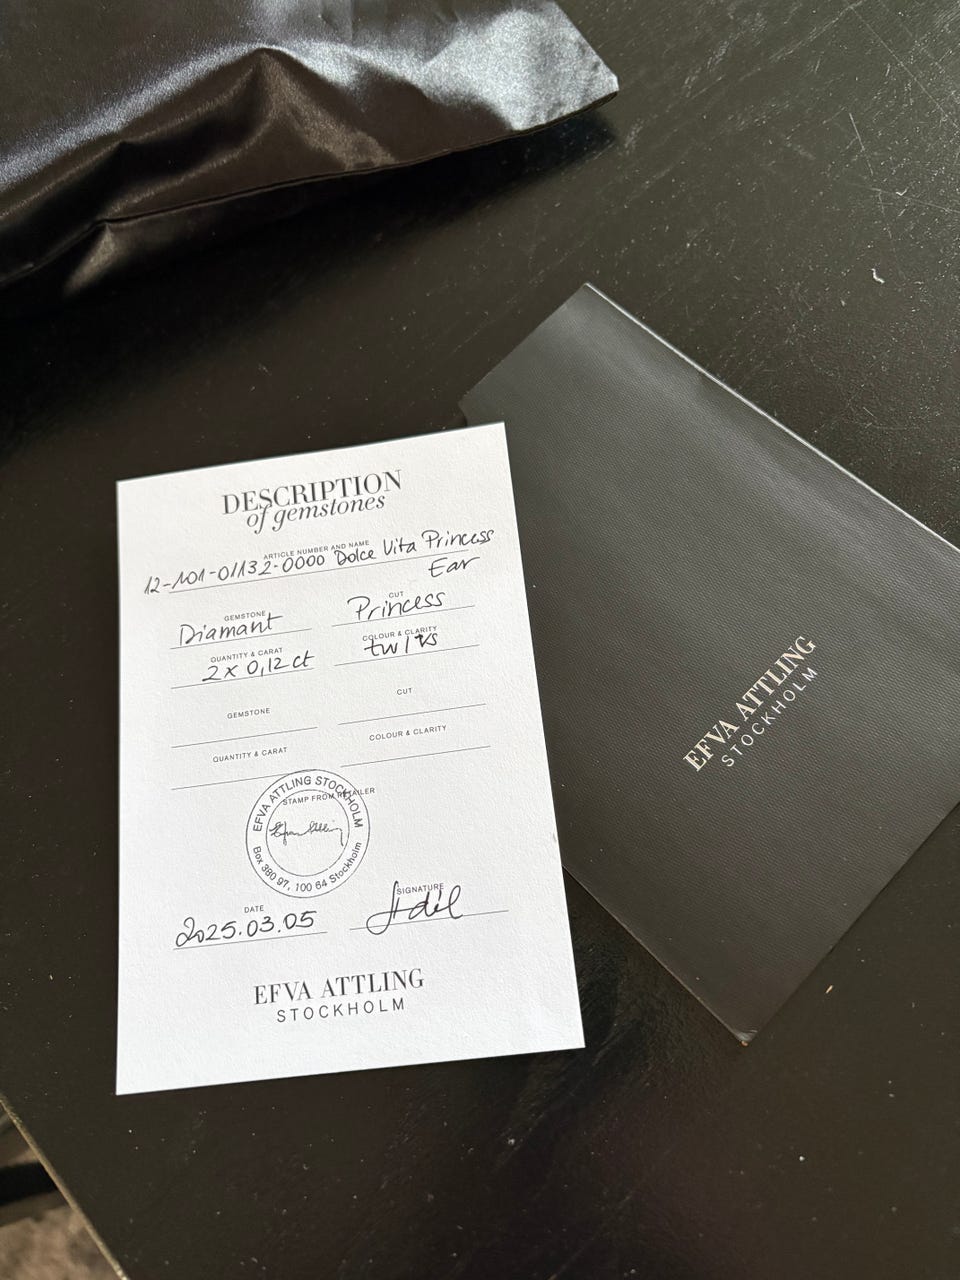 DESCRIPTION
of gemstones
ARTICLE NUMBER AND NAME
12-101-01132-0000 Dolce Vita Princess
Ear
GEMSTONE
Diamant
CUT
Princess
QUANTITY & CARAT
2 x 0,12 ct
COLOUR & CLARITY
tw/vs
GEMSTONE
CUT
QUANTITY & CARAT
COLOUR & CLARITY
STAMP FROM RETAILER
EFVA ATTLING STOCKHOLM
Efva Attling
Box 380 97, 100 64 Stockholm
DATE
2025.03.05
SIGNATURE
EFVA ATTLING
STOCKHOLM
EFVA ATTLING
STOCKHOLM